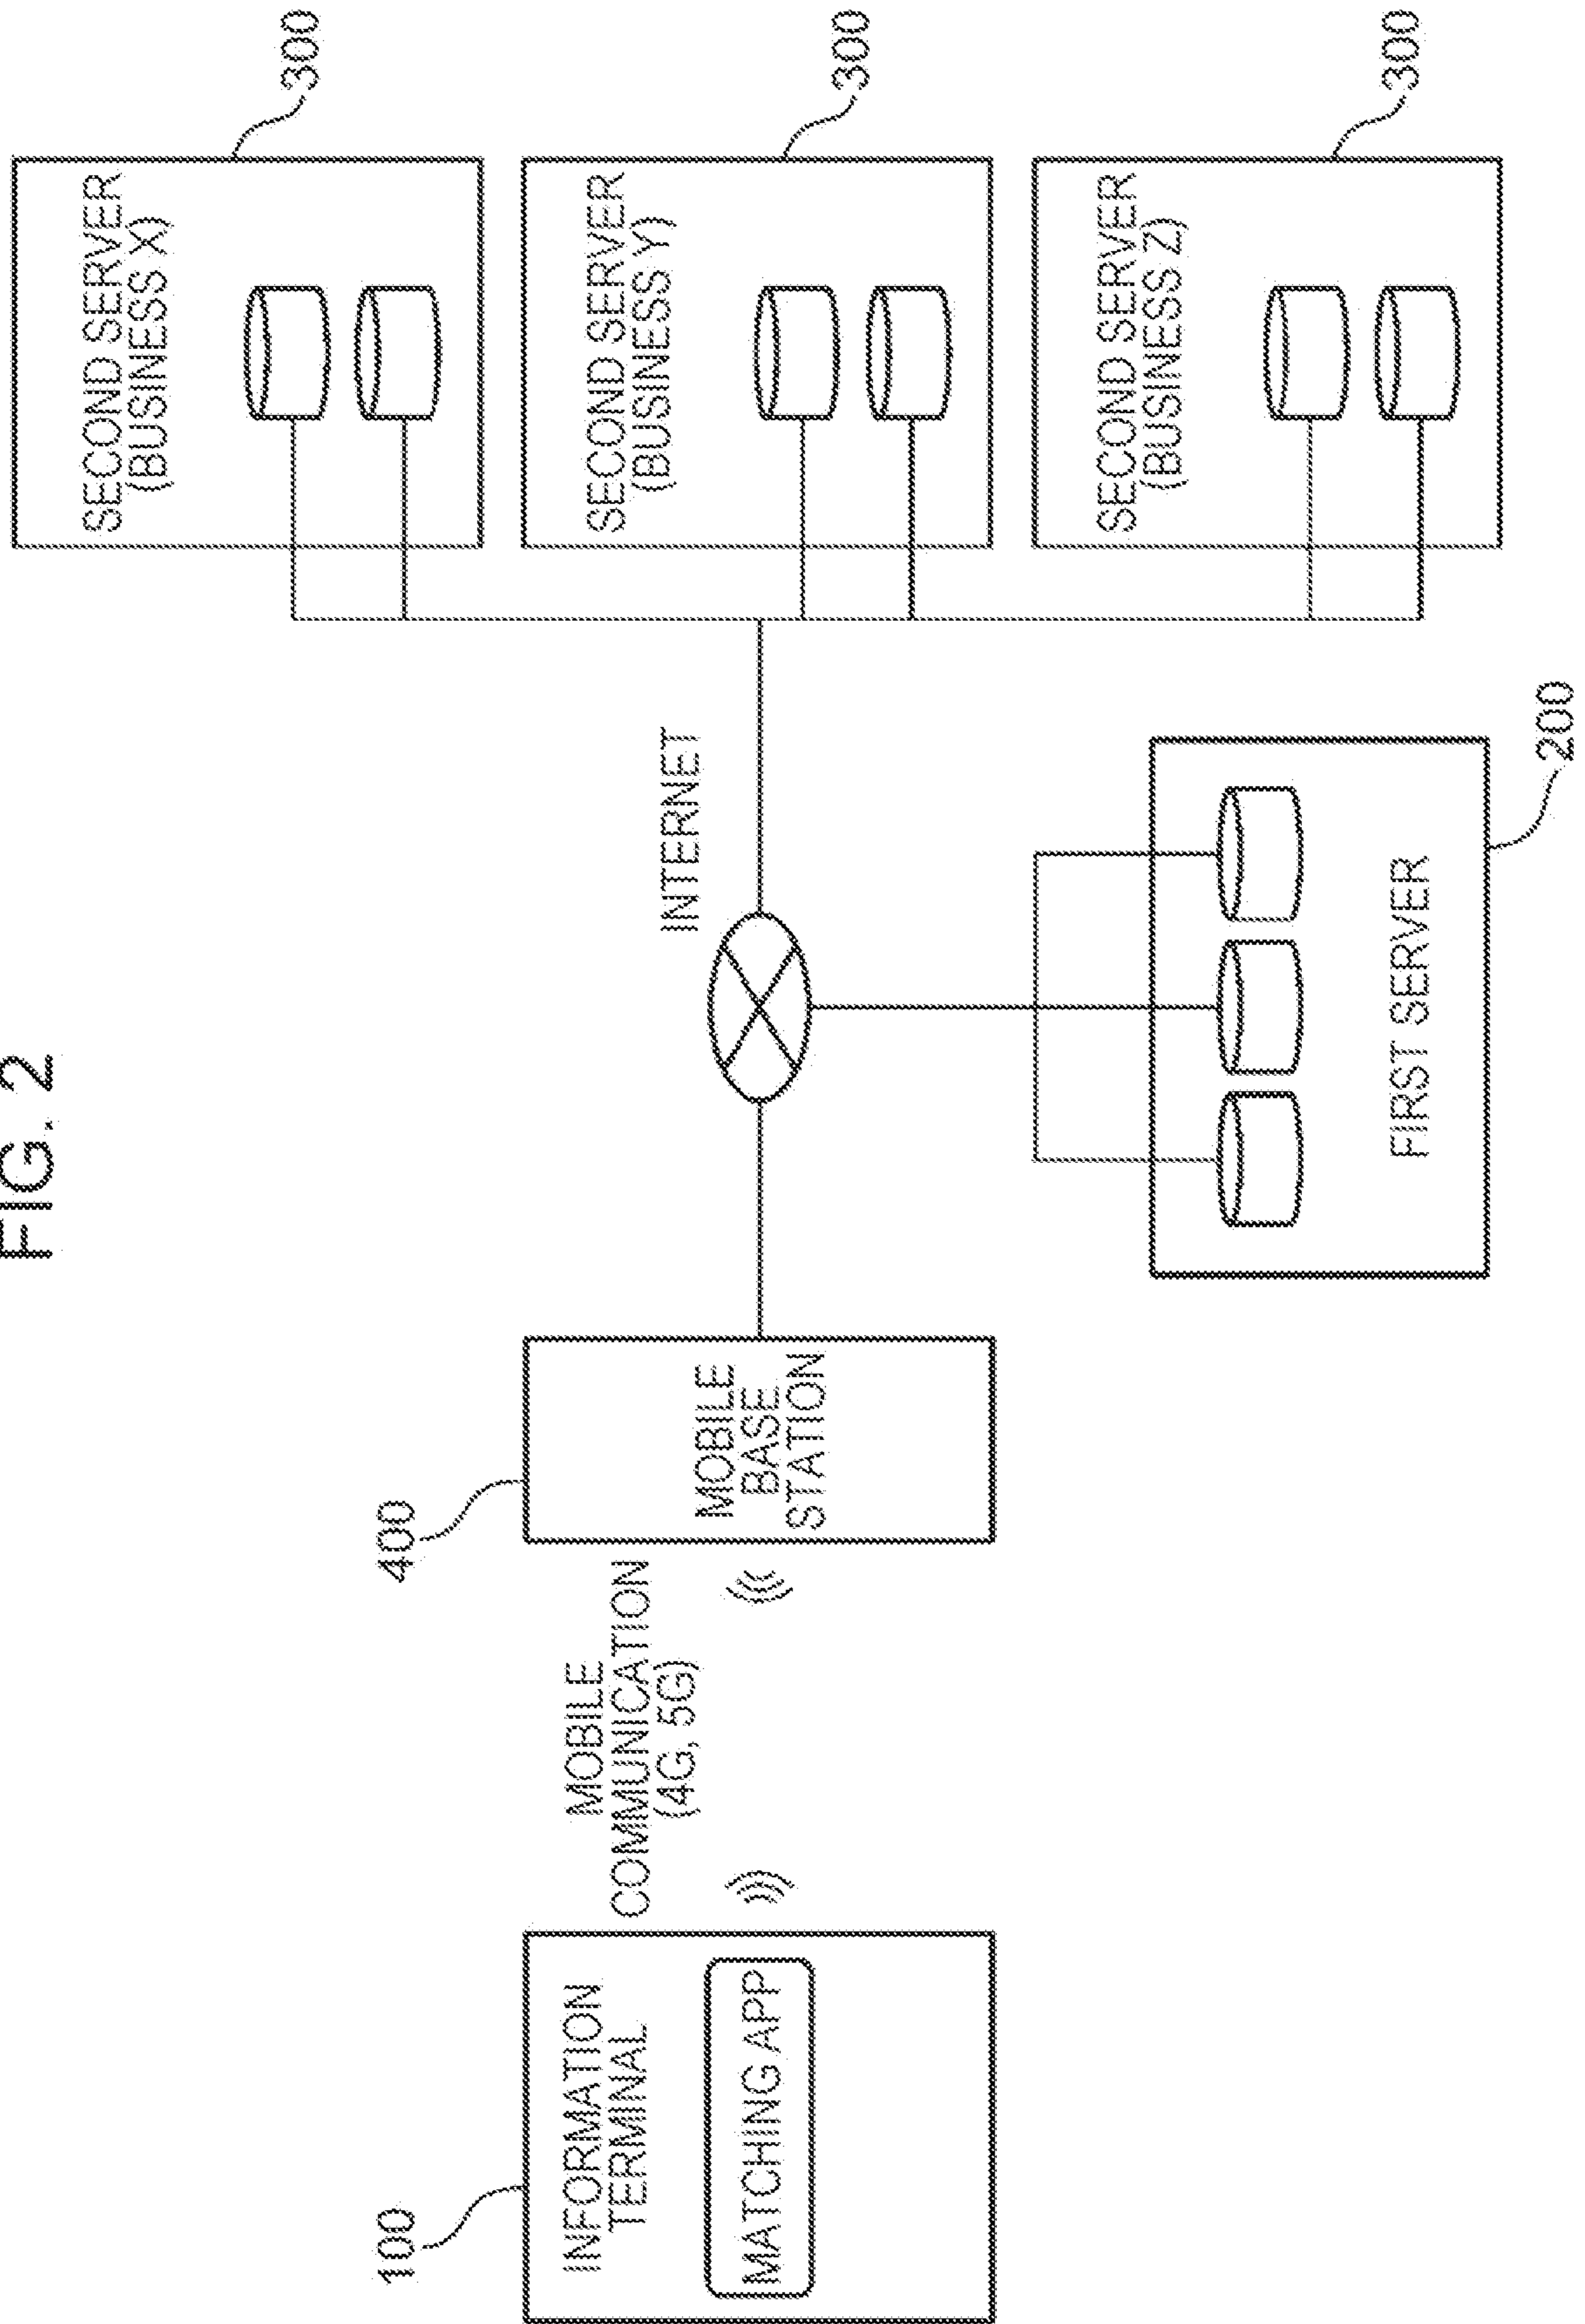 FIG. 2
100
INFORMATION
TERMINAL
MATCHING APP
MOBILE
COMMUNICATION
(4G, 5G)
400
MOBILE
BASE
STATION
INTERNET
FIRST SERVER
200
SECOND SERVER
(BUSINESS X)
300
SECOND SERVER
(BUSINESS Y)
300
SECOND SERVER
(BUSINESS Z)
300